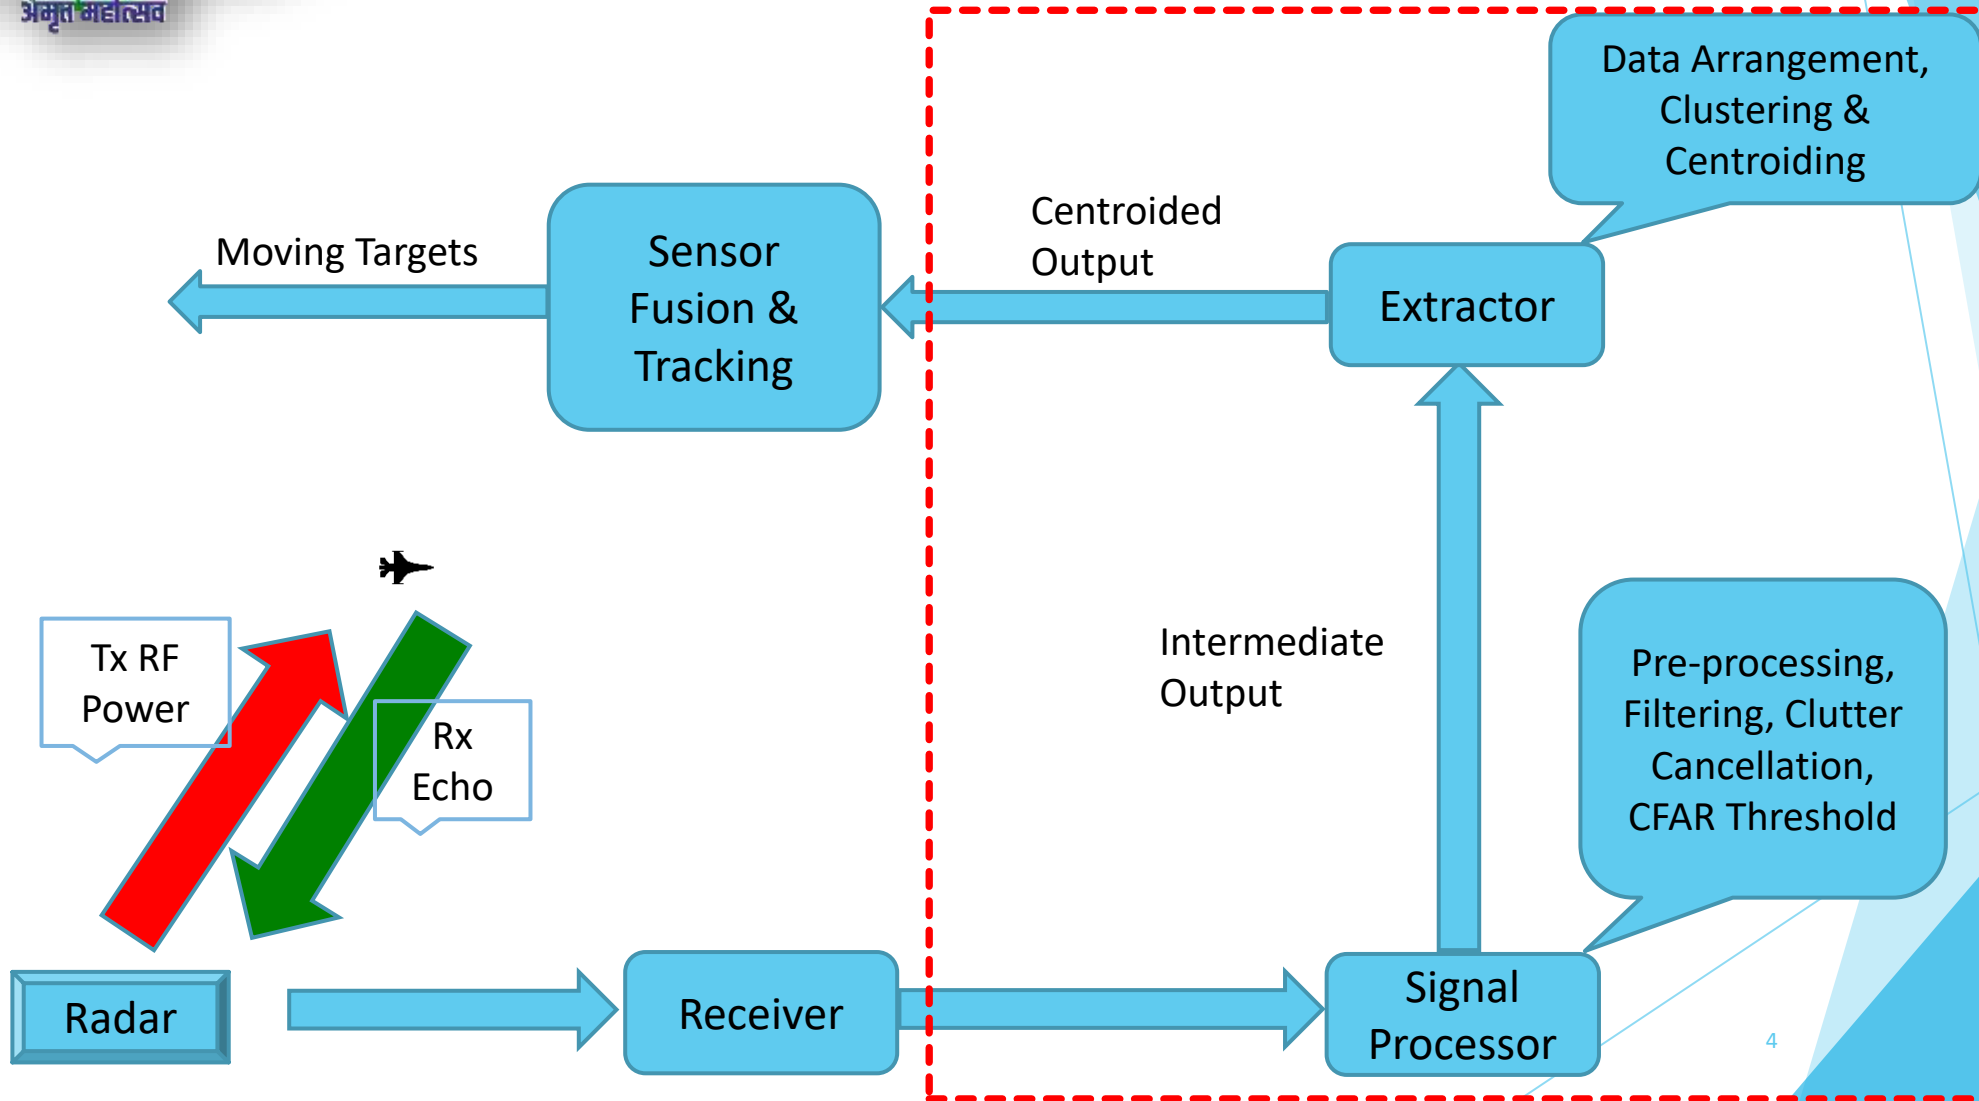 अमृत महोत्सव
Data Arrangement,
Clustering &
Centroiding
Centroided
Output
Extractor
Sensor
Fusion &
Tracking
Moving Targets
Tx RF
Power
Rx
Echo
Intermediate
Output
Pre-processing,
Filtering, Clutter
Cancellation,
CFAR Threshold
Radar
Receiver
Signal
Processor
4